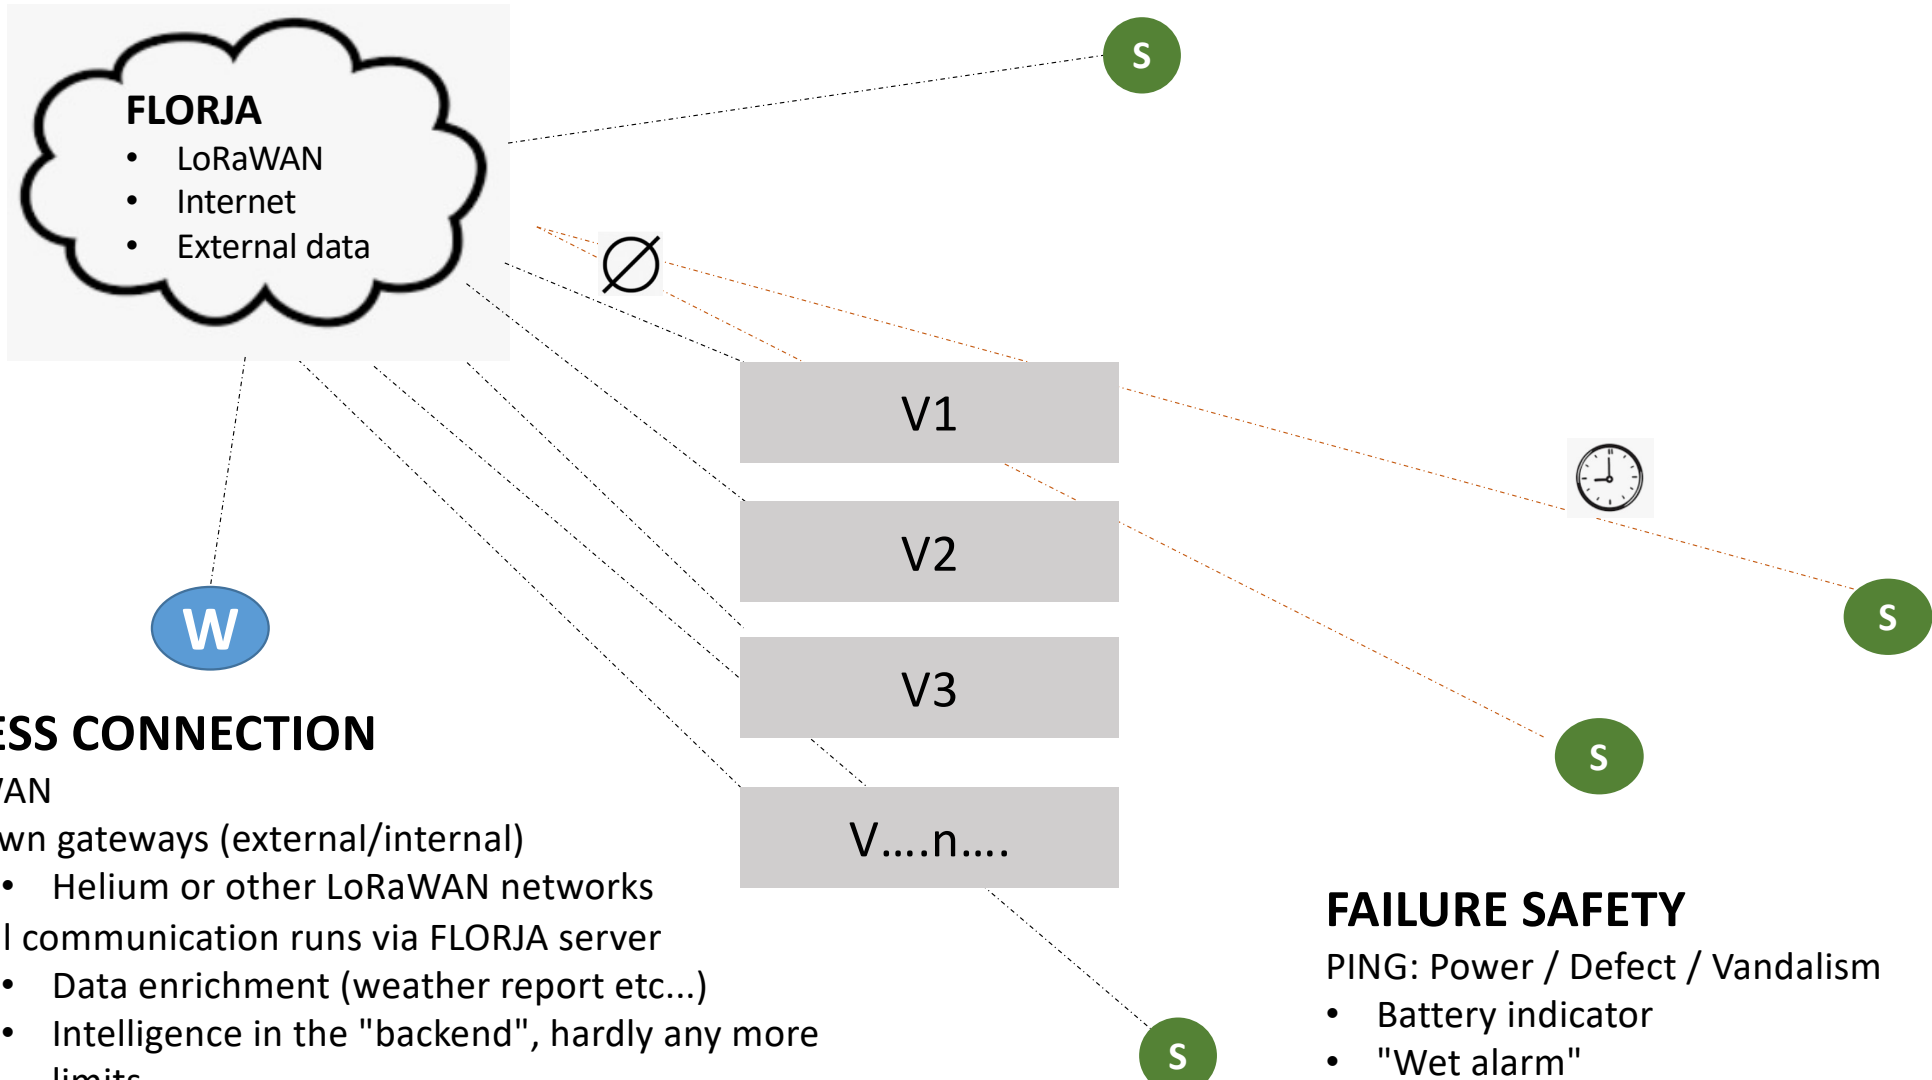 FLORJA
• LoRaWAN
• Internet
• External data
S
V1
V2
V3
V....n....
W
S
S
S
ESS CONNECTION
VAN
wn gateways (external/internal)
• Helium or other LoRaWAN networks
l communication runs via FLORJA server
• Data enrichment (weather report etc...)
• Intelligence in the "backend", hardly any more
limits
FAILURE SAFETY
PING: Power / Defect / Vandalism
• Battery indicator
• "Wet alarm"